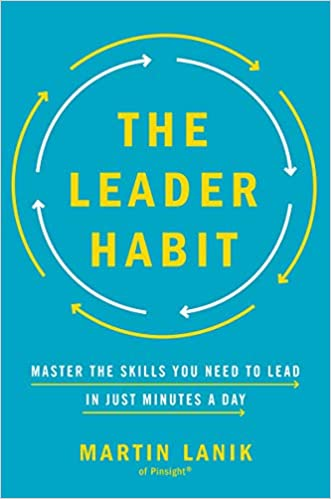 THE
LEADER
HABIT
MASTER THE SKILLS YOU NEED TO LEAD
IN JUST MINUTES A DAY
MARTIN LANIK
of Pinsight®